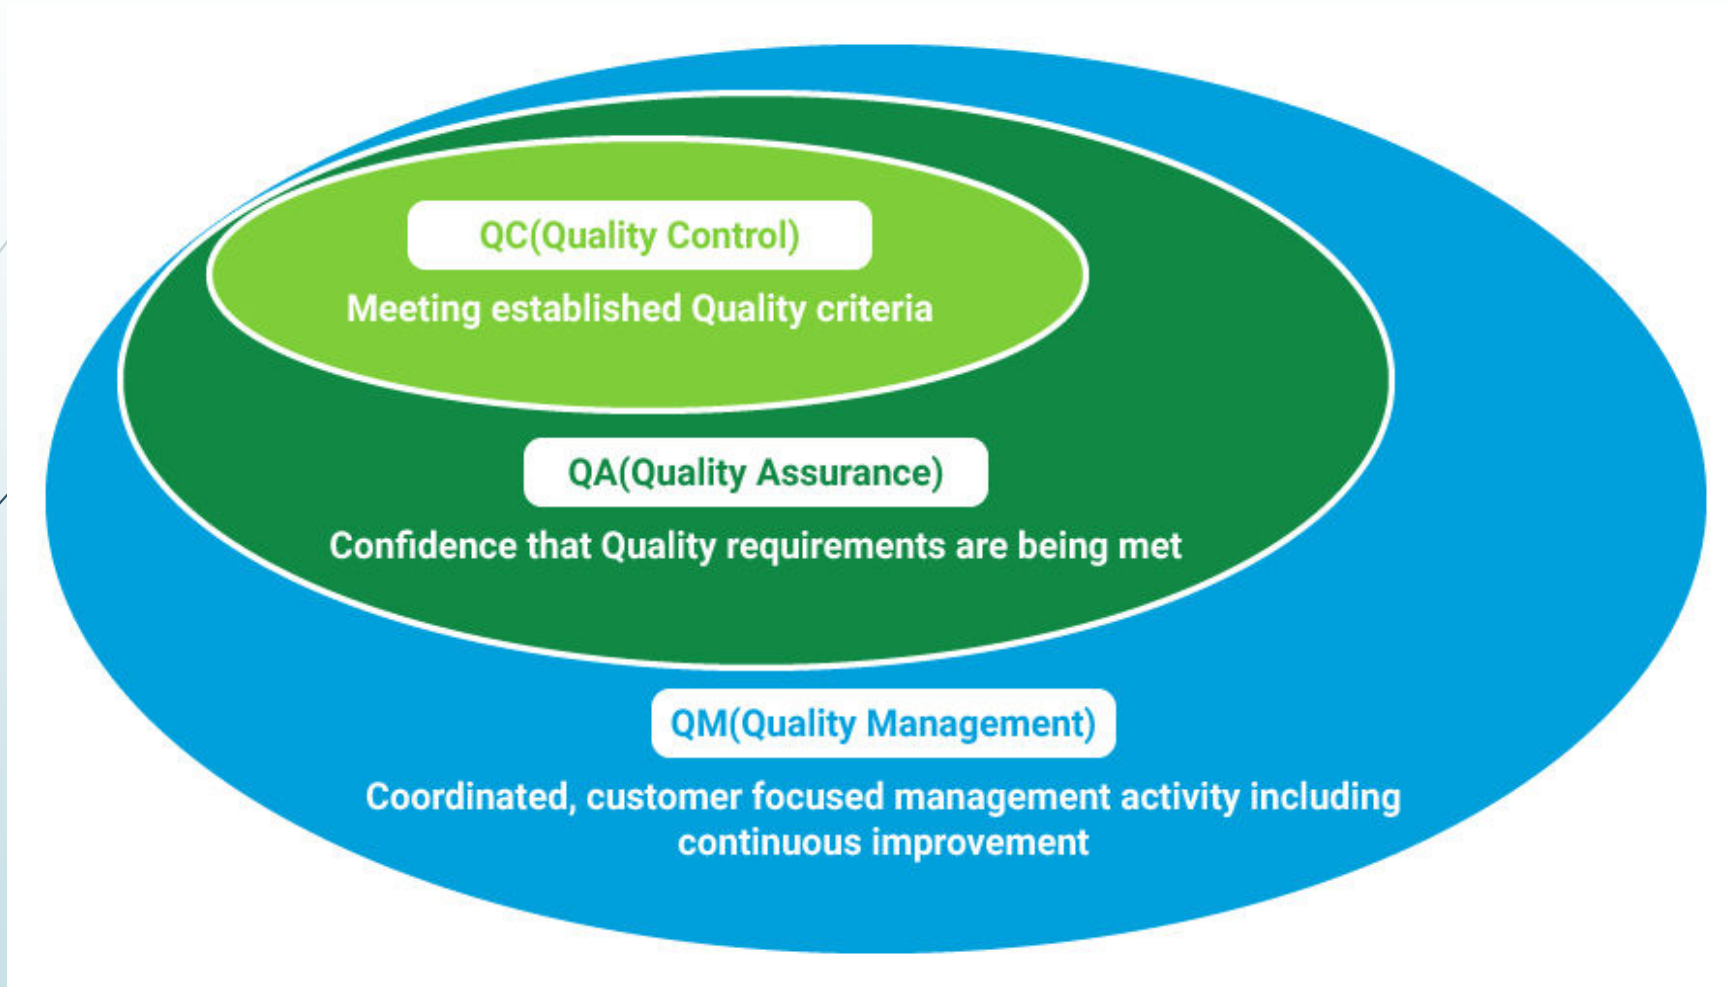 QC(Quality Control)
Meeting established Quality criteria
QA(Quality Assurance)
Confidence that Quality requirements are being met
QM(Quality Management)
Coordinated, customer focused management activity including
continuous improvement